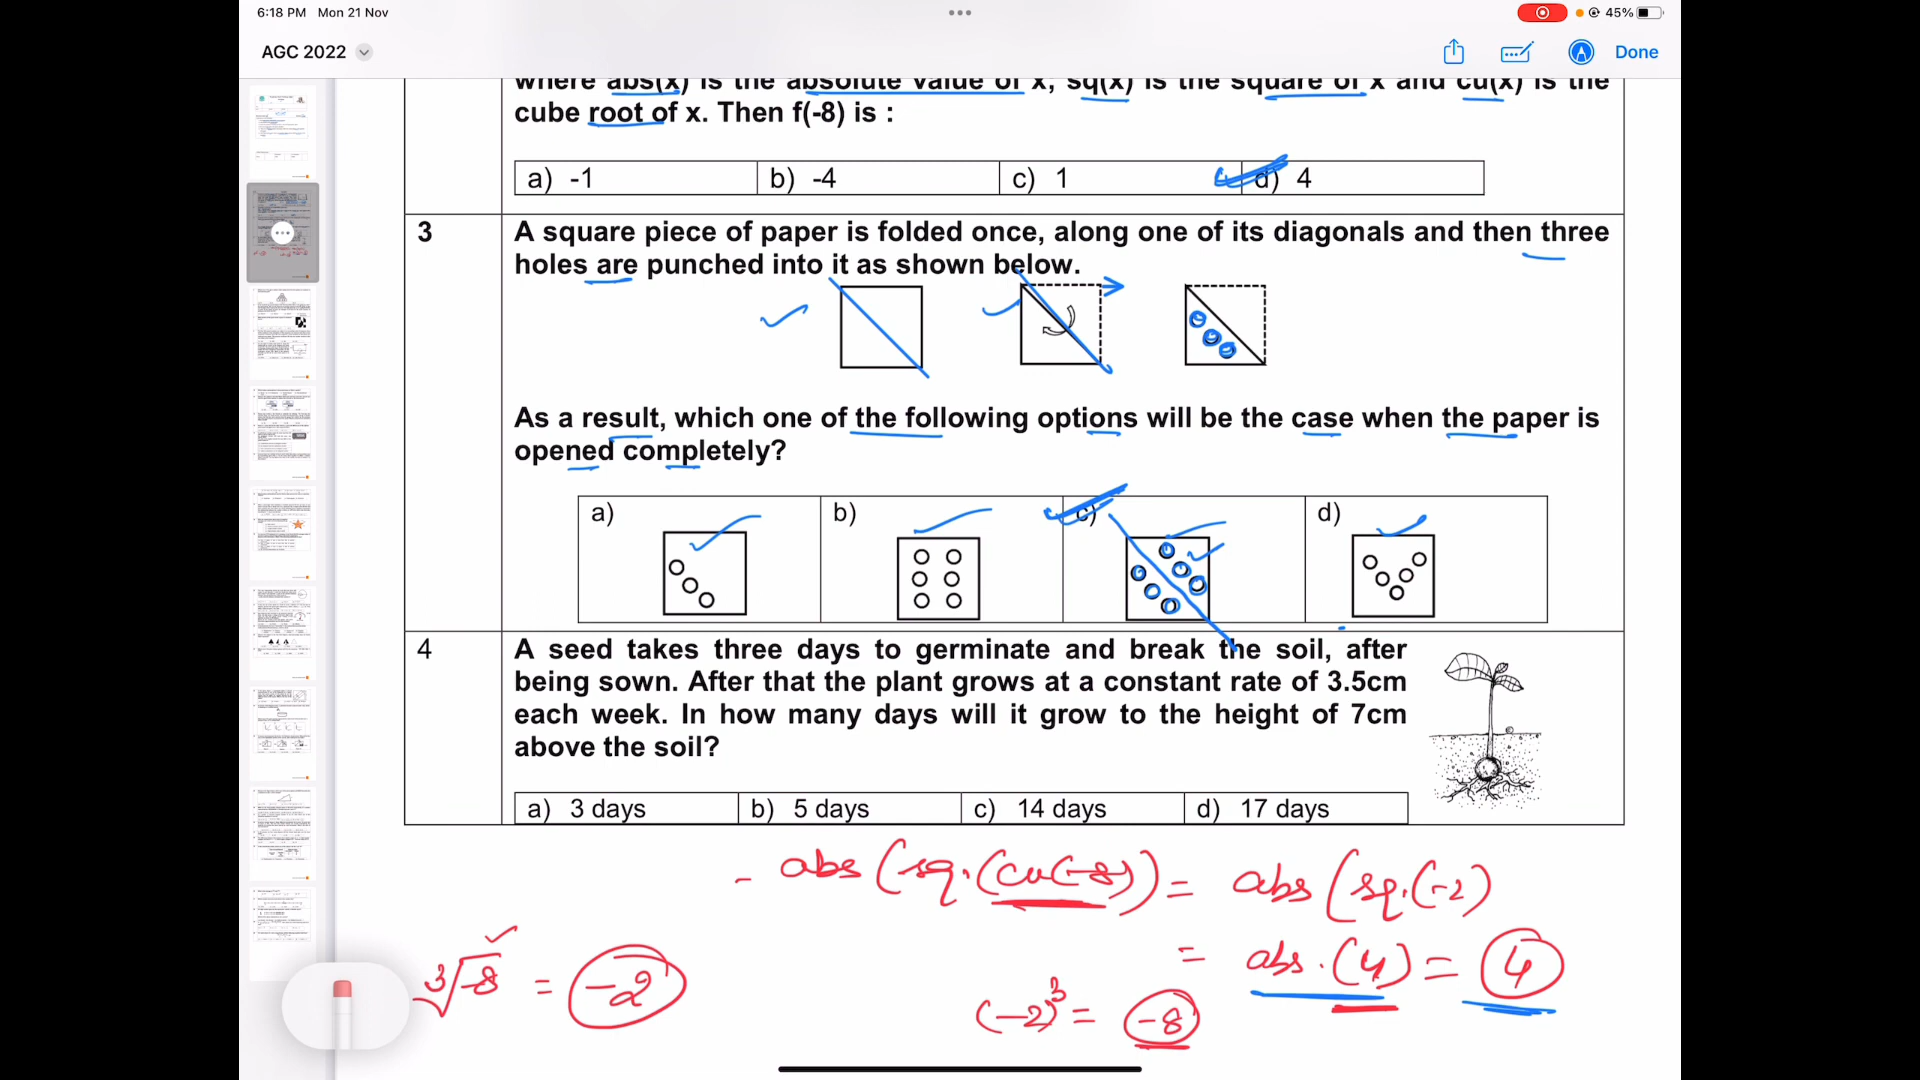 6:18 PM Mon 21 Nov
45%
AGC 2022
Done
where abs(x) is the absolute value of x, sq(x) is the square of x and cu(x) is the
cube root of x. Then f(-8) is :
a) -1
b) -4
c) 1
d) 4
3
A square piece of paper is folded once, along one of its diagonals and then three
holes are punched into it as shown below.
As a result, which one of the following options will be the case when the paper is
opened completely?
a)
b)
c)
d)
4
A seed takes three days to germinate and break the soil, after
being sown. After that the plant grows at a constant rate of 3.5cm
each week. In how many days will it grow to the height of 7cm
above the soil?
a) 3 days
b) 5 days
c) 14 days
d) 17 days
- abs (sq. (cu(-8)) = abs (sq.(-2)
= abs. (4) = 4
³√-8 = -2
(-2)³ = -8